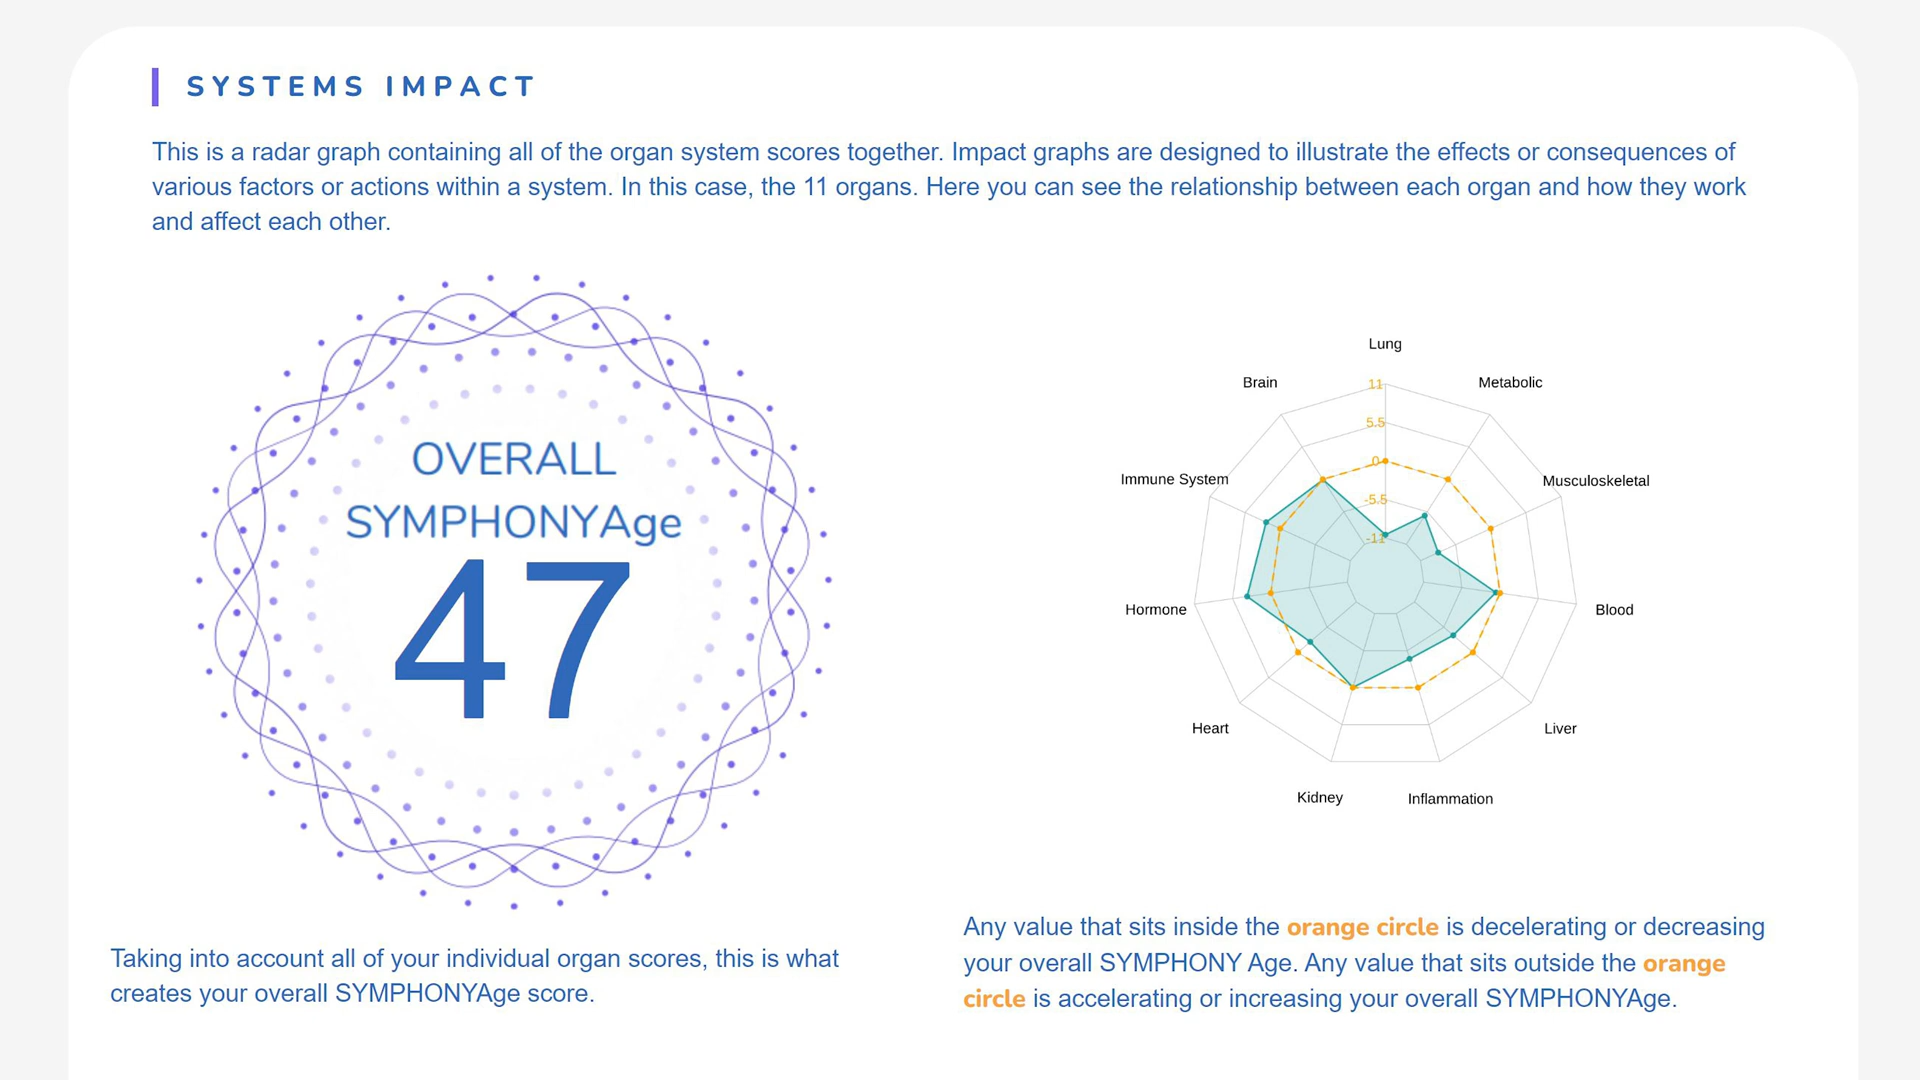 SYSTEMS IMPACT
This is a radar graph containing all of the organ system scores together. Impact graphs are designed to illustrate the effects or consequences of
various factors or actions within a system. In this case, the 11 organs. Here you can see the relationship between each organ and how they work
and affect each other.
OVERALL
SYMPHONYAge
47
Taking into account all of your individual organ scores, this is what
creates your overall SYMPHONYAge score.
Lung
Brain
Metabolic
11
5.5
0
Immune System
Musculoskeletal
-5.5
-11
Hormone
Blood
Heart
Liver
Kidney
Inflammation
Any value that sits inside the orange circle is decelerating or decreasing
your overall SYMPHONY Age. Any value that sits outside the orange
circle is accelerating or increasing your overall SYMPHONYAge.